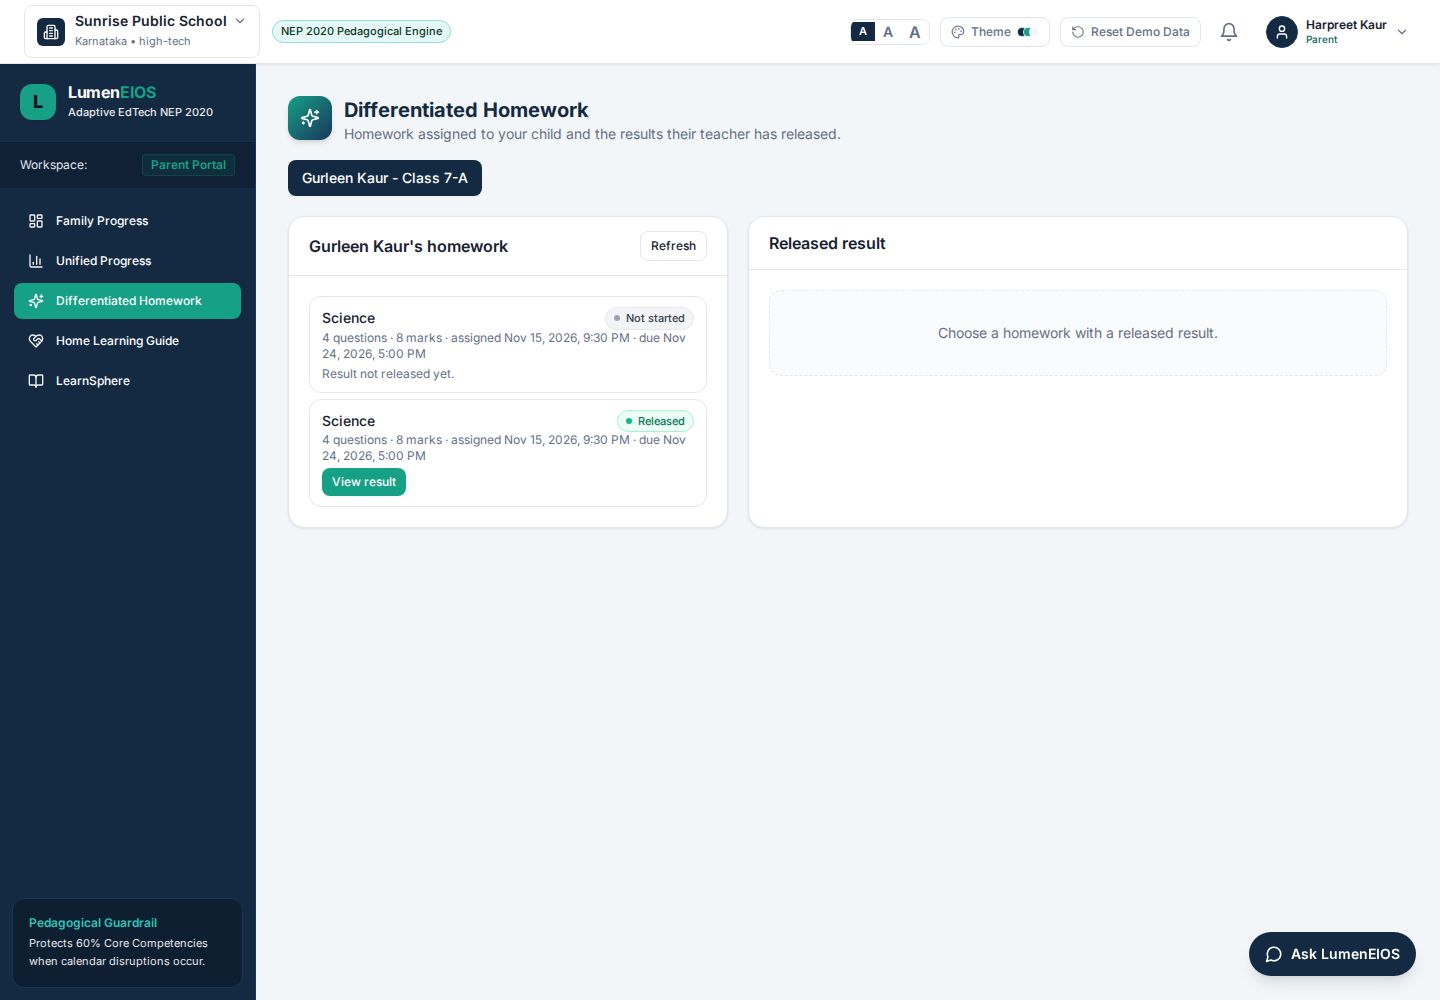 Sunrise Public School
Karnataka • high-tech
NEP 2020 Pedagogical Engine
A A A
Theme
Reset Demo Data
Harpreet Kaur
Parent
L
LumenEIOS
Adaptive EdTech NEP 2020
Workspace:
Parent Portal
Family Progress
Unified Progress
Differentiated Homework
Home Learning Guide
LearnSphere
Pedagogical Guardrail
Protects 60% Core Competencies
when calendar disruptions occur.
Differentiated Homework
Homework assigned to your child and the results their teacher has released.
Gurleen Kaur - Class 7-A
Gurleen Kaur's homework
Refresh
Science
Not started
4 questions · 8 marks · assigned Nov 15, 2026, 9:30 PM · due Nov
24, 2026, 5:00 PM
Result not released yet.
Science
Released
4 questions · 8 marks · assigned Nov 15, 2026, 9:30 PM · due Nov
24, 2026, 5:00 PM
View result
Released result
Choose a homework with a released result.
Ask LumenEIOS